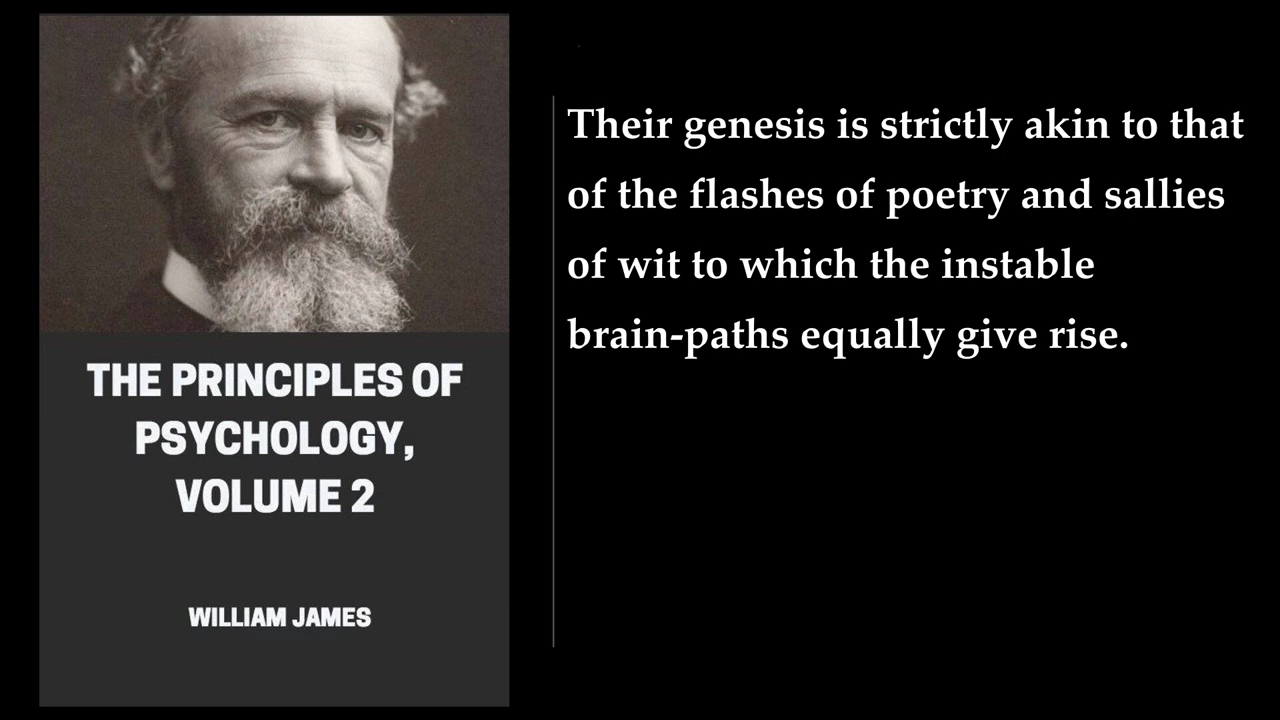 THE PRINCIPLES OF
PSYCHOLOGY,
VOLUME 2
WILLIAM JAMES
Their genesis is strictly akin to that
of the flashes of poetry and sallies
of wit to which the instable
brain-paths equally give rise.